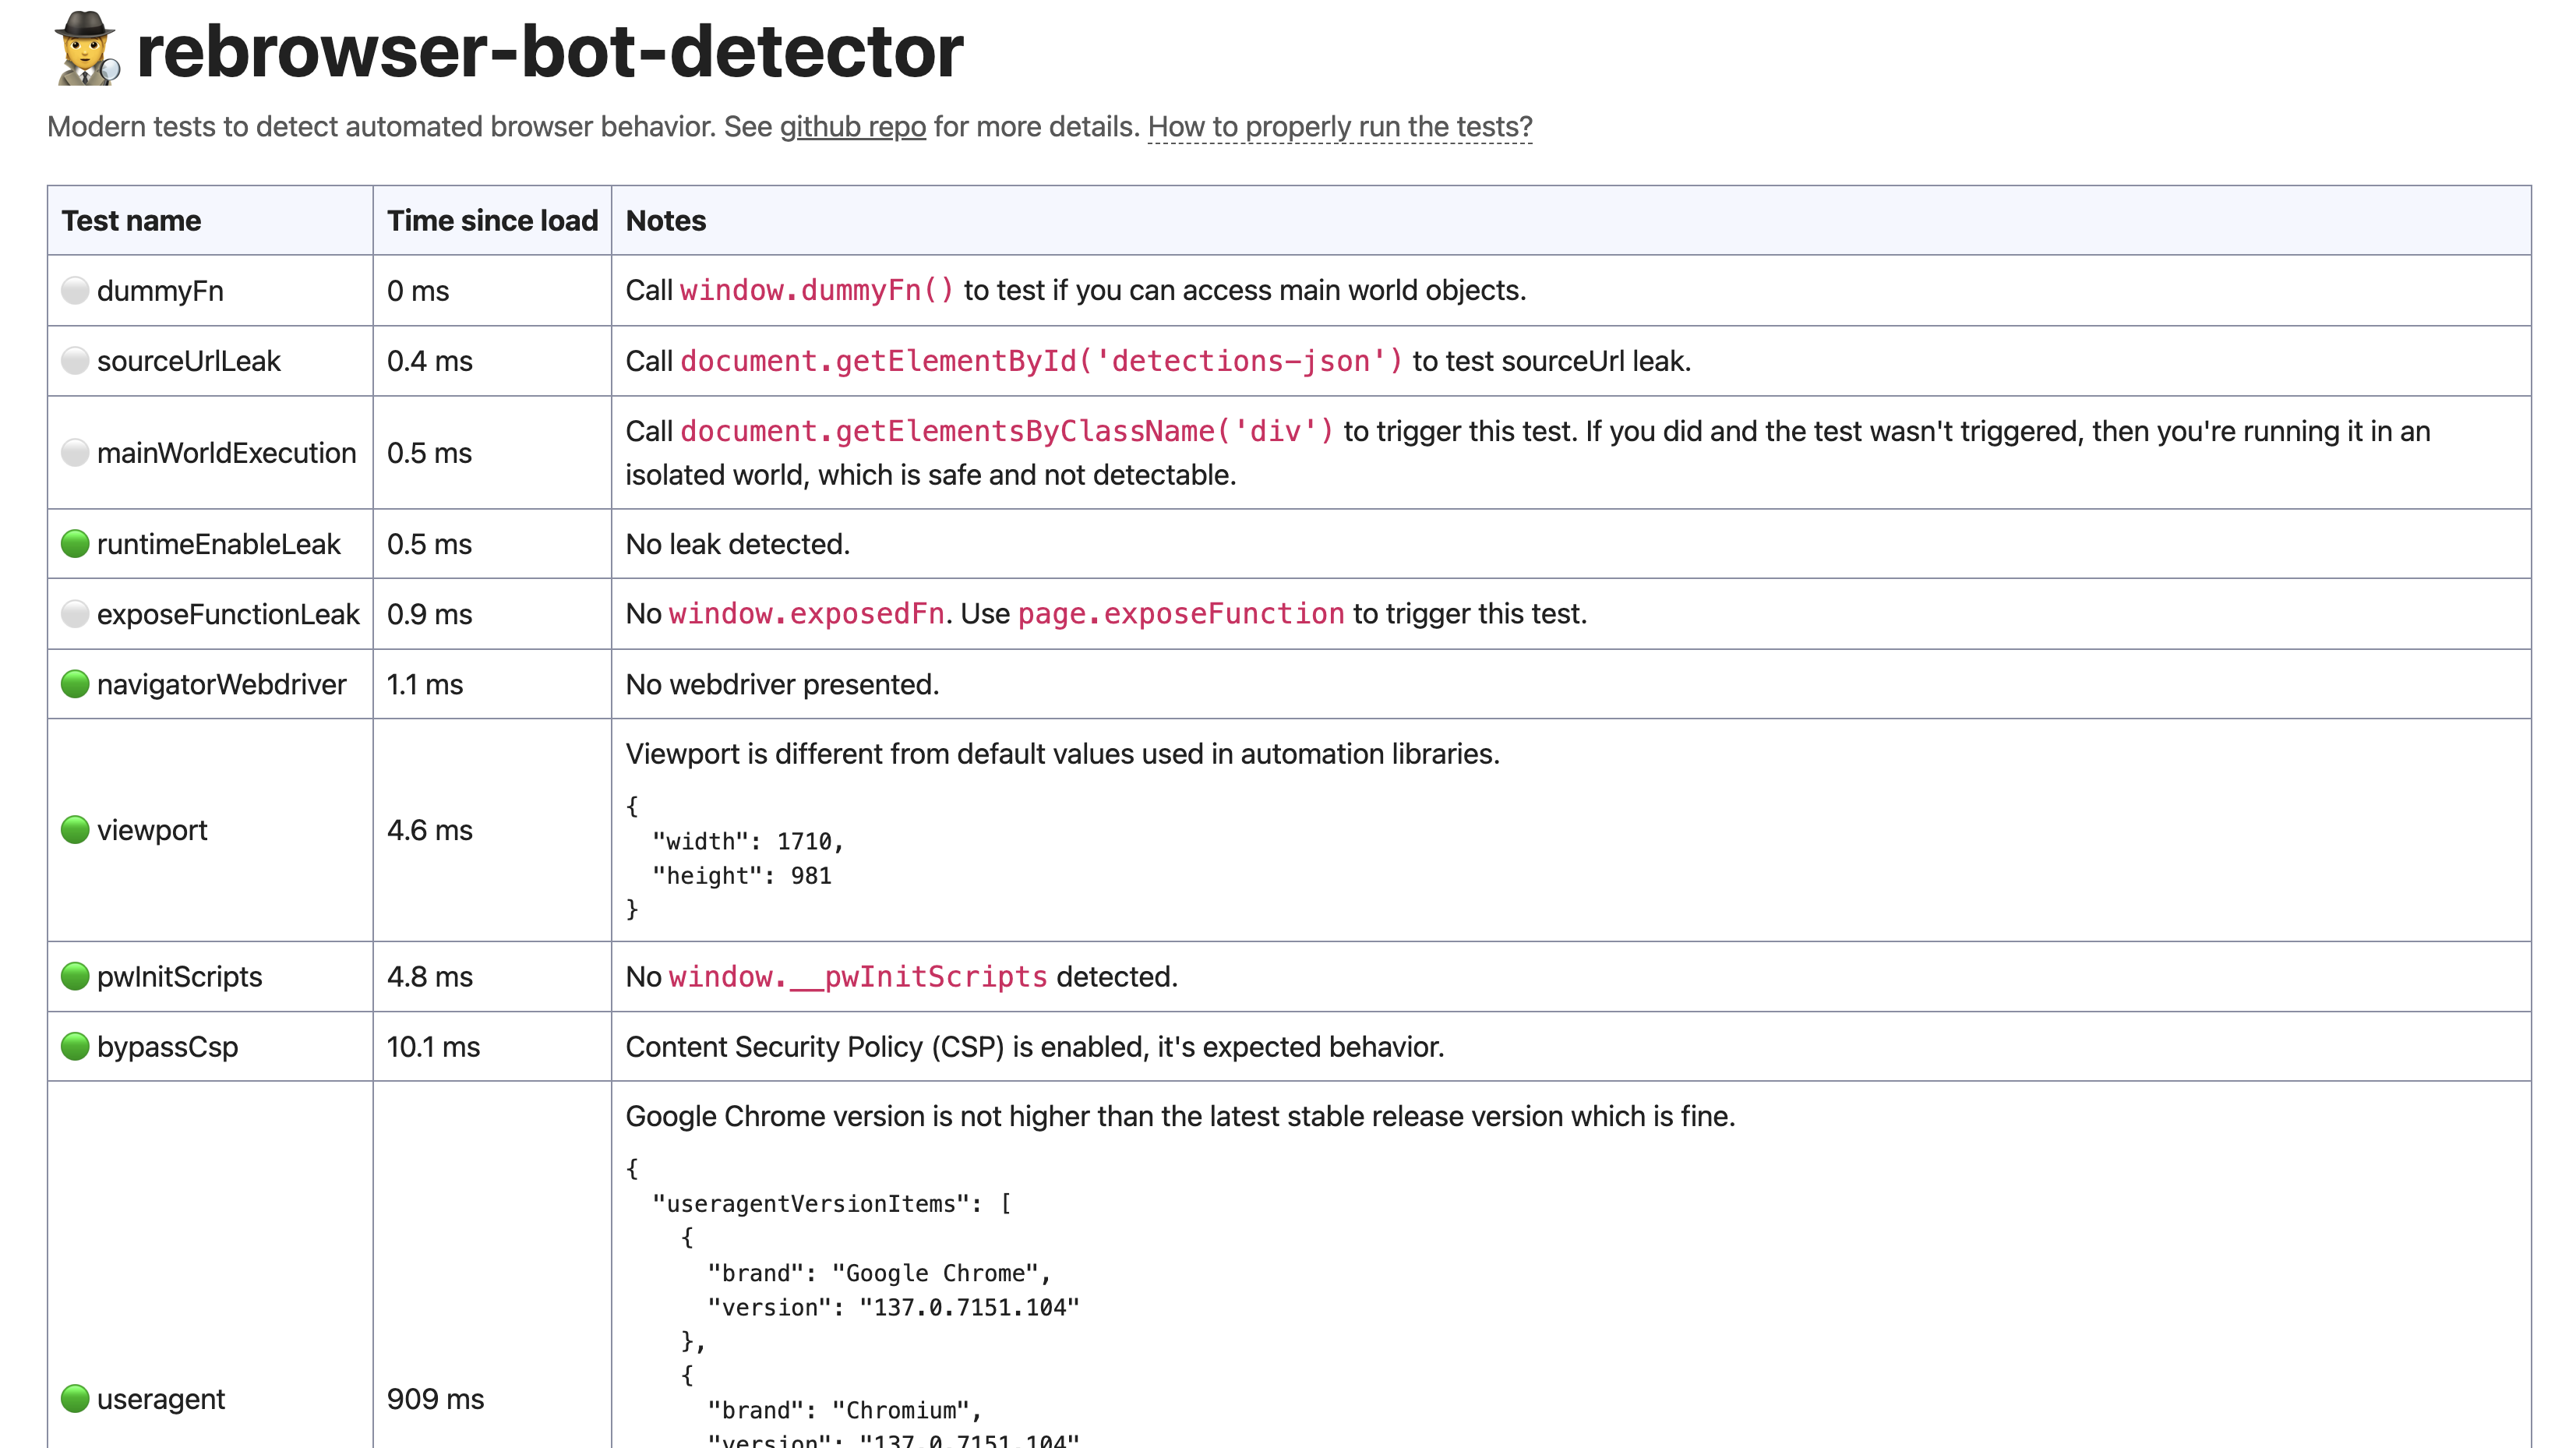 rebrowser-bot-detector
Modern tests to detect automated browser behavior. See github repo for more details. How to properly run the tests?
Test name Time since load Notes
dummyFn 0 ms Call window.dummyFn() to test if you can access main world objects.
sourceUrlLeak 0.4 ms Call document.getElementById('detections-json') to test sourceUrl leak.
mainWorldExecution 0.5 ms Call document.getElementsByClassName('div') to trigger this test. If you did and the test wasn't triggered, then you're running it in an
isolated world, which is safe and not detectable.
runtimeEnableLeak 0.5 ms No leak detected.
exposeFunctionLeak 0.9 ms No window.exposedFn. Use page.exposeFunction to trigger this test.
navigatorWebdriver 1.1 ms No webdriver presented.
viewport 4.6 ms Viewport is different from default values used in automation libraries.
{
"width": 1710,
"height": 981
}
pwInitScripts 4.8 ms No window.__pwInitScripts detected.
bypassCsp 10.1 ms Content Security Policy (CSP) is enabled, it's expected behavior.
useragent 909 ms Google Chrome version is not higher than the latest stable release version which is fine.
{
"useragentVersionItems": [
{
"brand": "Google Chrome",
"version": "137.0.7151.104"
},
{
"brand": "Chromium",
"version": "137.0.7151.104"